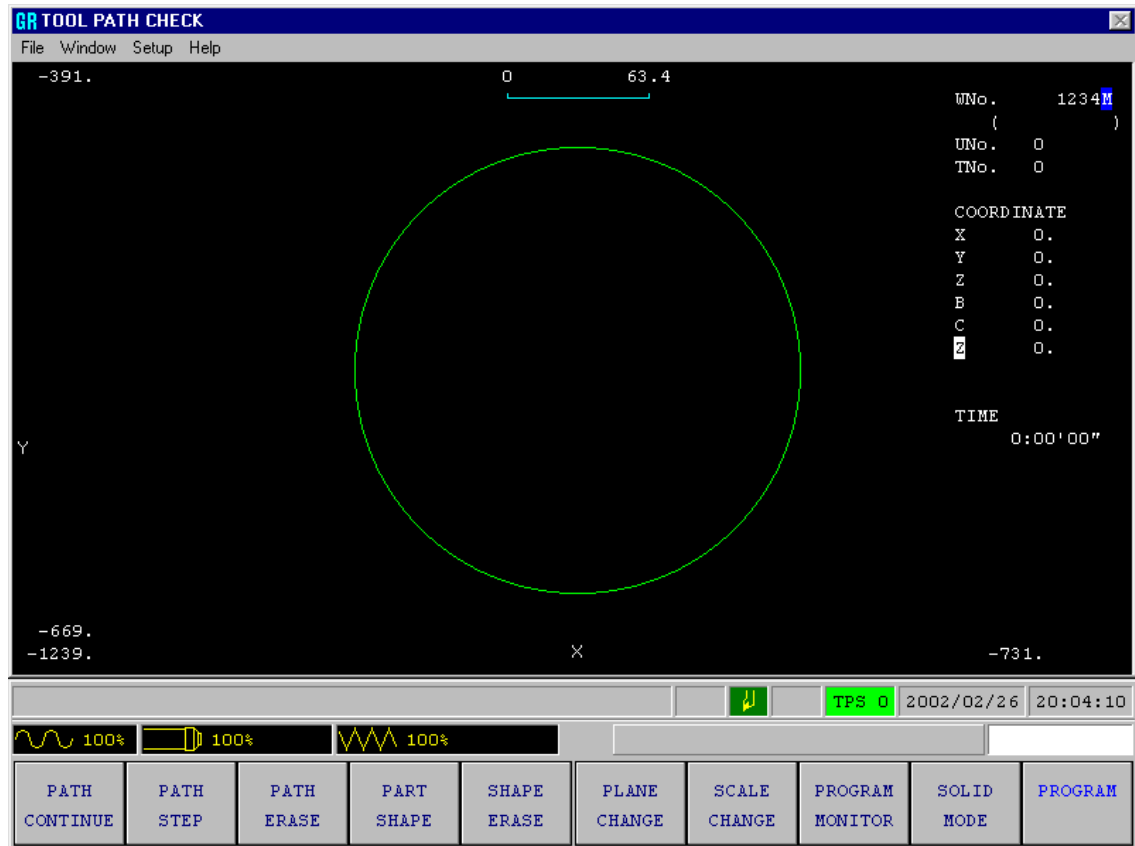 GR TOOL PATH CHECK
File Window Setup Help
-391.
0 63.4
WNo. 1234M
( )
UNo. 0
TNo. 0
COORDINATE
X 0.
Y 0.
Z 0.
B 0.
C 0.
Z 0.
TIME
0:00'00"
Y
-669.
-1239. X -731.
TPS 0 2002/02/26 20:04:10
100% 100% 100%
PATH CONTINUE
PATH STEP
PATH ERASE
PART SHAPE
SHAPE ERASE
PLANE CHANGE
SCALE CHANGE
PROGRAM MONITOR
SOLID MODE
PROGRAM